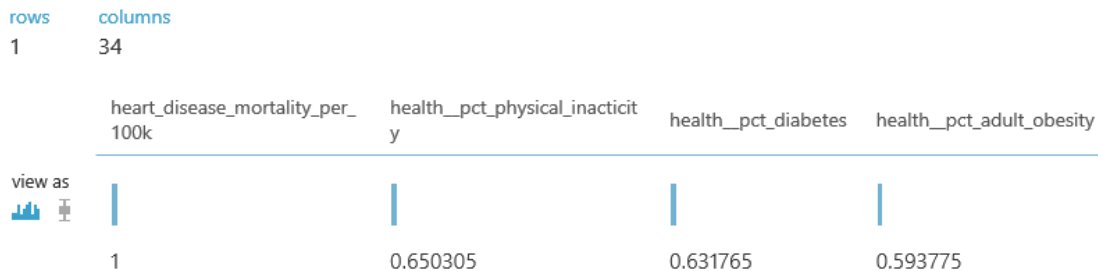 rows columns
1 34
heart_disease_mortality_per_
100k
health__pct_physical_inacticit
y
health__pct_diabetes
health__pct_adult_obesity
view as
1 0.650305 0.631765 0.593775